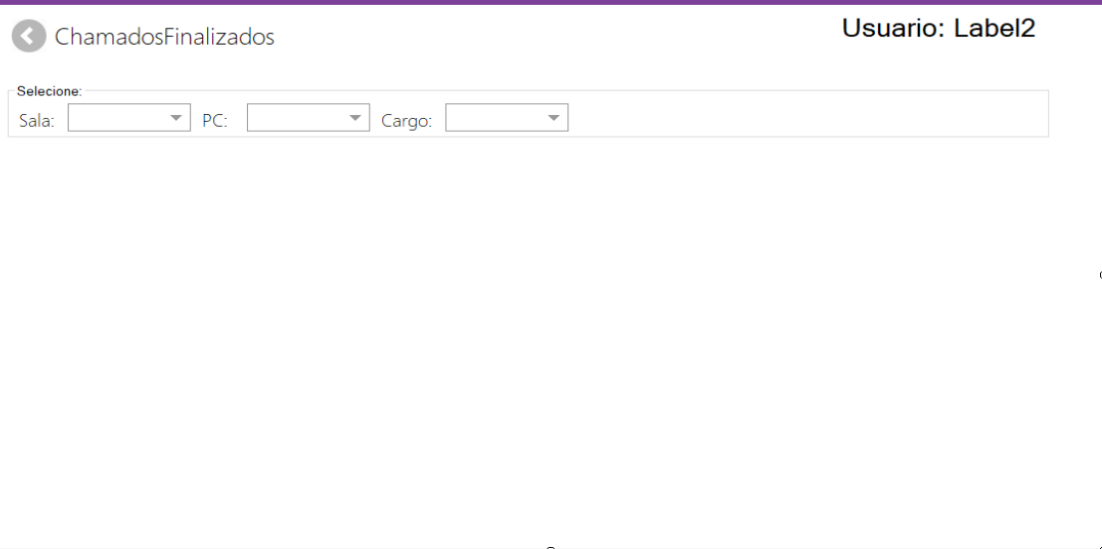 ChamadosFinalizados
Usuario: Label2
Selecione:
Sala: PC: Cargo: